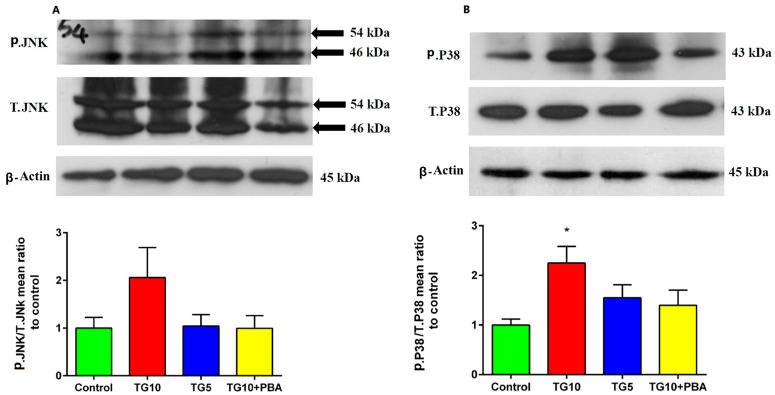 A
54
P.JNK
54 kDa
46 kDa
T.JNK
54 kDa
46 kDa
β-Actin
45 kDa
P.JNK/T.JNk mean ratio
to control
3
2
1
0
Control
TG10
TG5
TG10+PBA
B
P.P38
43 kDa
T.P38
43 kDa
β-Actin
45 kDa
P.P38/T.P38 mean ratio
to control
3
2
1
0
*
Control
TG10
TG5
TG10+PBA